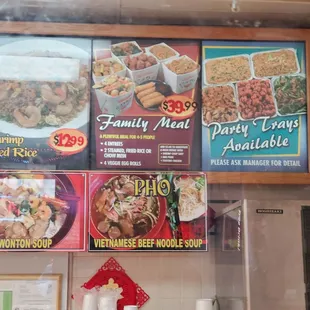 Shrimp
Fried Rice
$12.99
$39.99
Family Meal
A POWERFUL MEAL FOR 4-5 PEOPLE
• 4 ENTREES
• 2 STEAMED, FRIED RICE OR
CHOW MEIN
• 4 VEGGIE EGG ROLLS
Party Trays
Available
PLEASE ASK MANAGER FOR DETAIL
WONTON SOUP
PHO
VIETNAMESE BEEF NOODLE SOUP